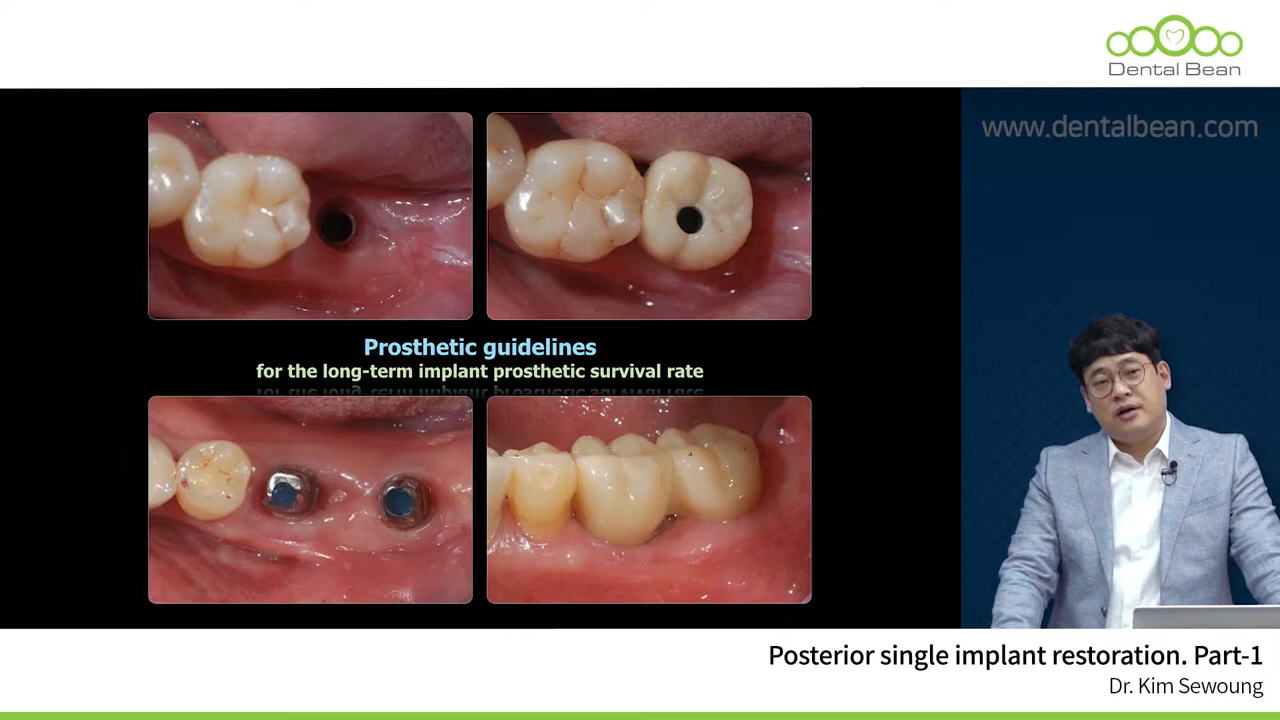 Dental Bean
www.dentalbean.com
Prosthetic guidelines
for the long-term implant prosthetic survival rate
Posterior single implant restoration. Part-1
Dr. Kim Sewoung